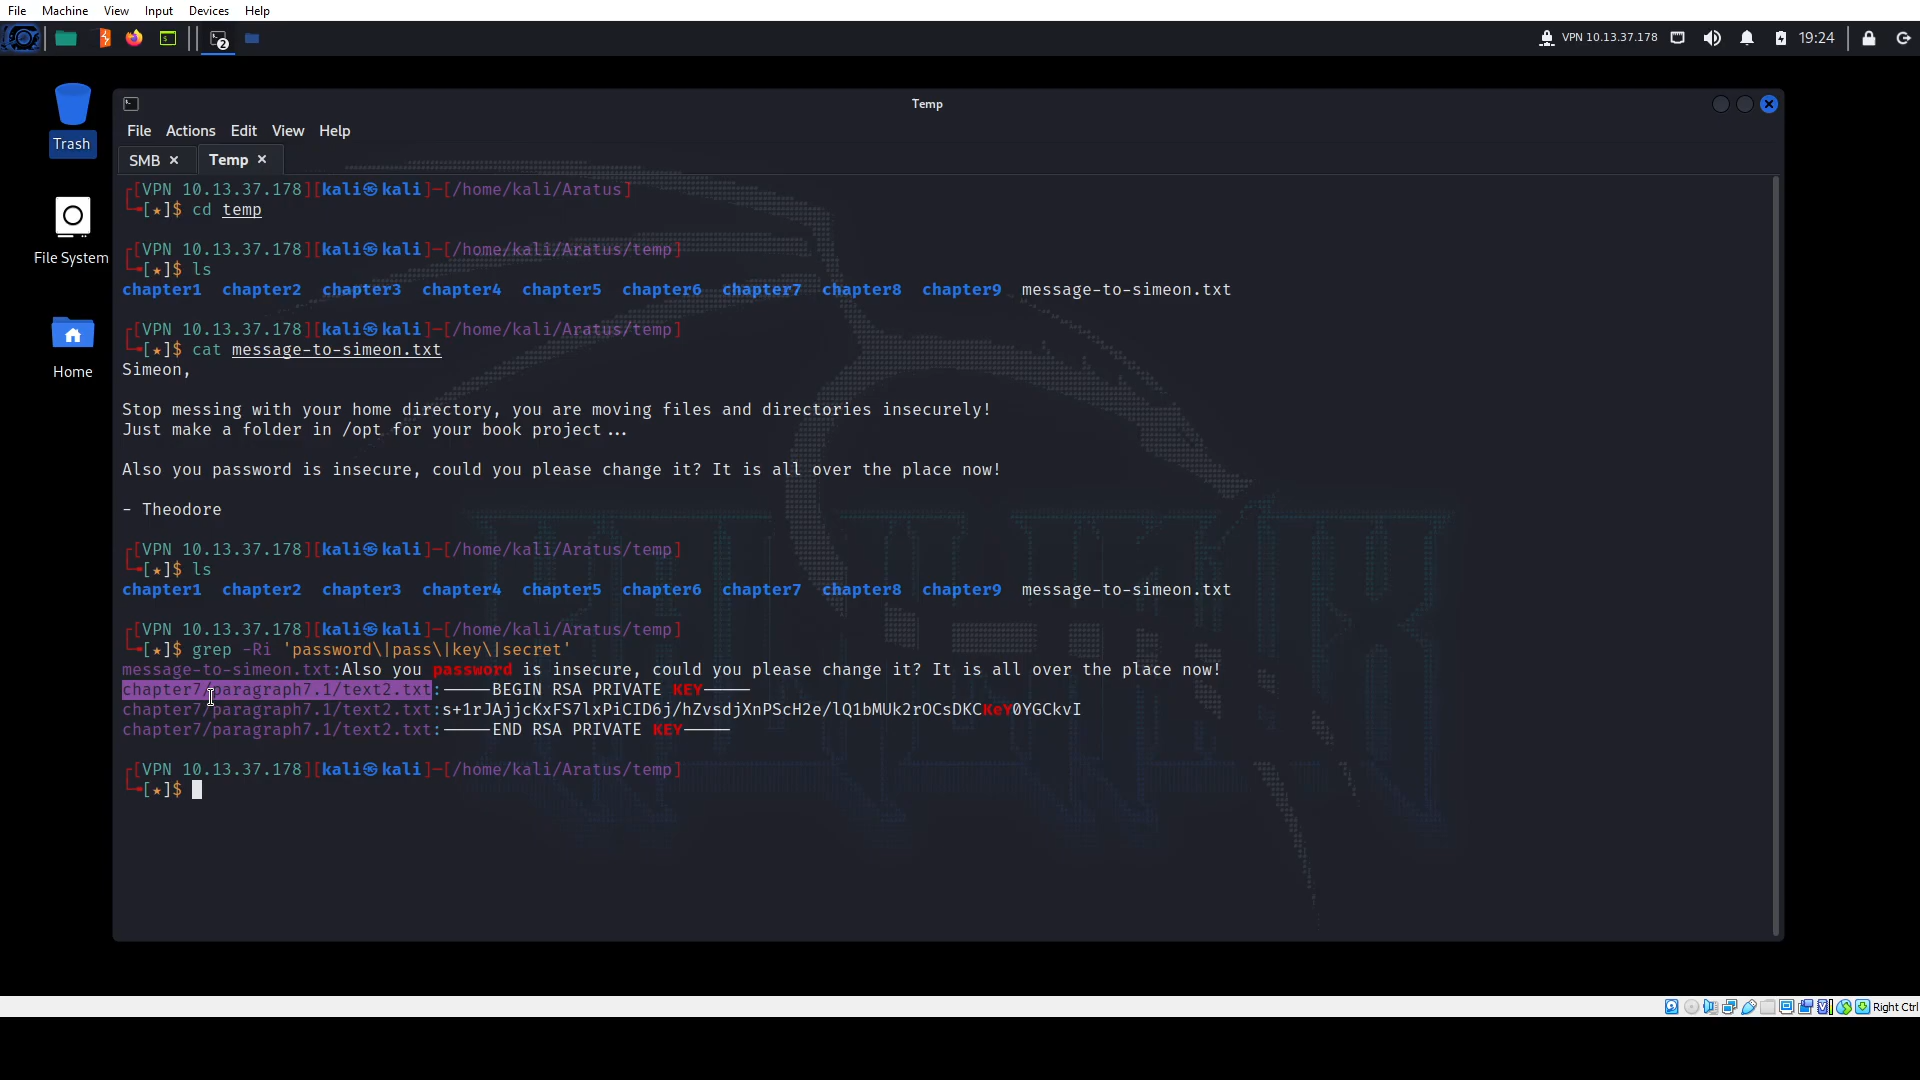 File Machine View Input Devices Help
2
VPN 10.13.37.178 19:24
Temp
File Actions Edit View Help
SMB × Temp ×
Trash
File System
Home
┌[VPN 10.13.37.178][kali㉿kali]─[/home/kali/Aratus]
└─[★]$ cd temp
┌[VPN 10.13.37.178][kali㉿kali]─[/home/kali/Aratus/temp]
└─[★]$ ls
chapter1 chapter2 chapter3 chapter4 chapter5 chapter6 chapter7 chapter8 chapter9 message-to-simeon.txt
┌[VPN 10.13.37.178][kali㉿kali]─[/home/kali/Aratus/temp]
└─[★]$ cat message-to-simeon.txt
Simeon,
Stop messing with your home directory, you are moving files and directories insecurely!
Just make a folder in /opt for your book project...
Also you password is insecure, could you please change it? It is all over the place now!
- Theodore
┌[VPN 10.13.37.178][kali㉿kali]─[/home/kali/Aratus/temp]
└─[★]$ ls
chapter1 chapter2 chapter3 chapter4 chapter5 chapter6 chapter7 chapter8 chapter9 message-to-simeon.txt
┌[VPN 10.13.37.178][kali㉿kali]─[/home/kali/Aratus/temp]
└─[★]$ grep -Ri 'password\|pass\|key\|secret'
message-to-simeon.txt:Also you password is insecure, could you please change it? It is all over the place now!
chapter7/paragraph7.1/text2.txt:-----BEGIN RSA PRIVATE KEY-----
chapter7/paragraph7.1/text2.txt:s+1rJAjjcKxFS7lxPiCID6j/hZvsdjXnPScH2e/lQ1bMUk2rOCsDKCKeY0YGCkvI
chapter7/paragraph7.1/text2.txt:-----END RSA PRIVATE KEY-----
┌[VPN 10.13.37.178][kali㉿kali]─[/home/kali/Aratus/temp]
└─[★]$
Right Ctrl